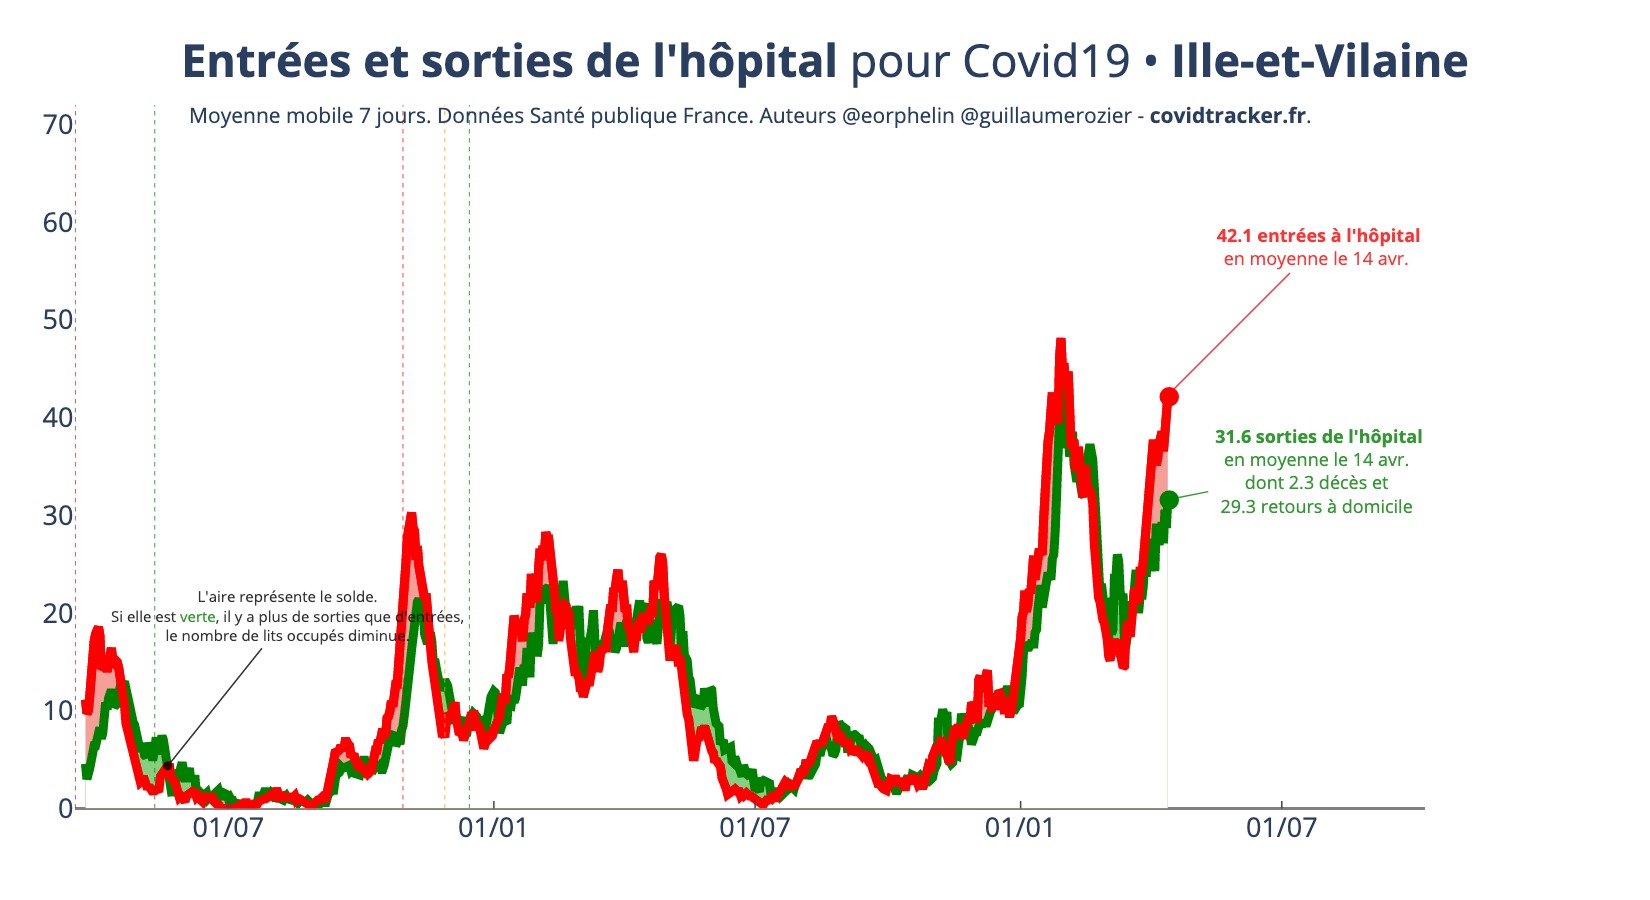 Entrées et sorties de l'hôpital pour Covid19 • Ille-et-Vilaine
Moyenne mobile 7 jours. Données Santé publique France. Auteurs @eorphelin @guillaumerozier - covidtracker.fr.
70
60
50
40
30
20
10
0
42.1 entrées à l'hôpital
en moyenne le 14 avr.
31.6 sorties de l'hôpital
en moyenne le 14 avr.
dont 2.3 décès et
29.3 retours à domicile
L'aire représente le solde.
Si elle est verte, il y a plus de sorties que d'entrées,
le nombre de lits occupés diminue.
01/07
01/01
01/07
01/01
01/07